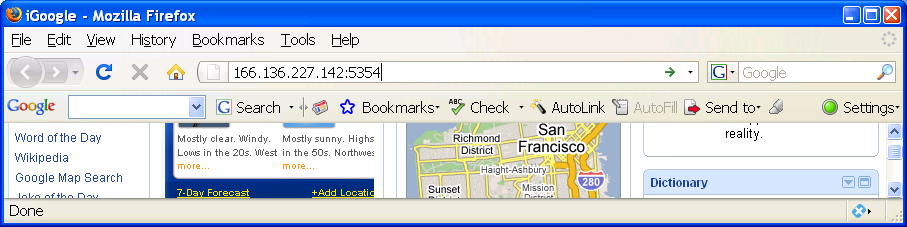 iGoogle - Mozilla Firefox
File Edit View History Bookmarks Tools Help
166.136.227.142:5354 G Google
Google G Search Bookmarks ABC Check AutoLink AutoFill Send to Settings
Word of the Day
Wikipedia
Google Map Search
Joke of the Day
Mostly clear. Windy.
Lows in the 20s. West
more...
Mostly sunny. Highs
in the 50s. Northwes
more...
7-Day Forecast +Add Locatio
Richmond
District
San
Francisco
Haight-Ashbury
Mission
District
Sunset
District
280
reality.
Dictionary
Done